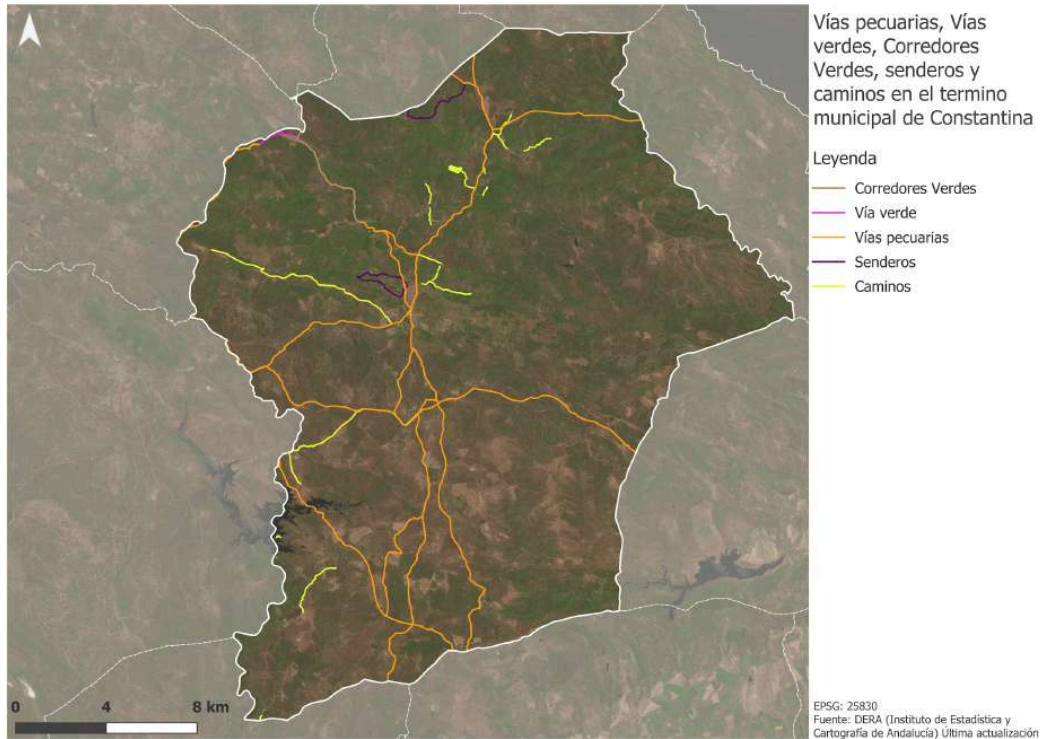 Vías pecuarias, Vías
verdes, Corredores
Verdes, senderos y
caminos en el termino
municipal de Constantina
Leyenda
Corredores Verdes
Vía verde
Vías pecuarias
Senderos
Caminos
0 4 8 km
EPSG: 25830
Fuente: DERA (Instituto de Estadística y
Cartografía de Andalucía) Última actualización